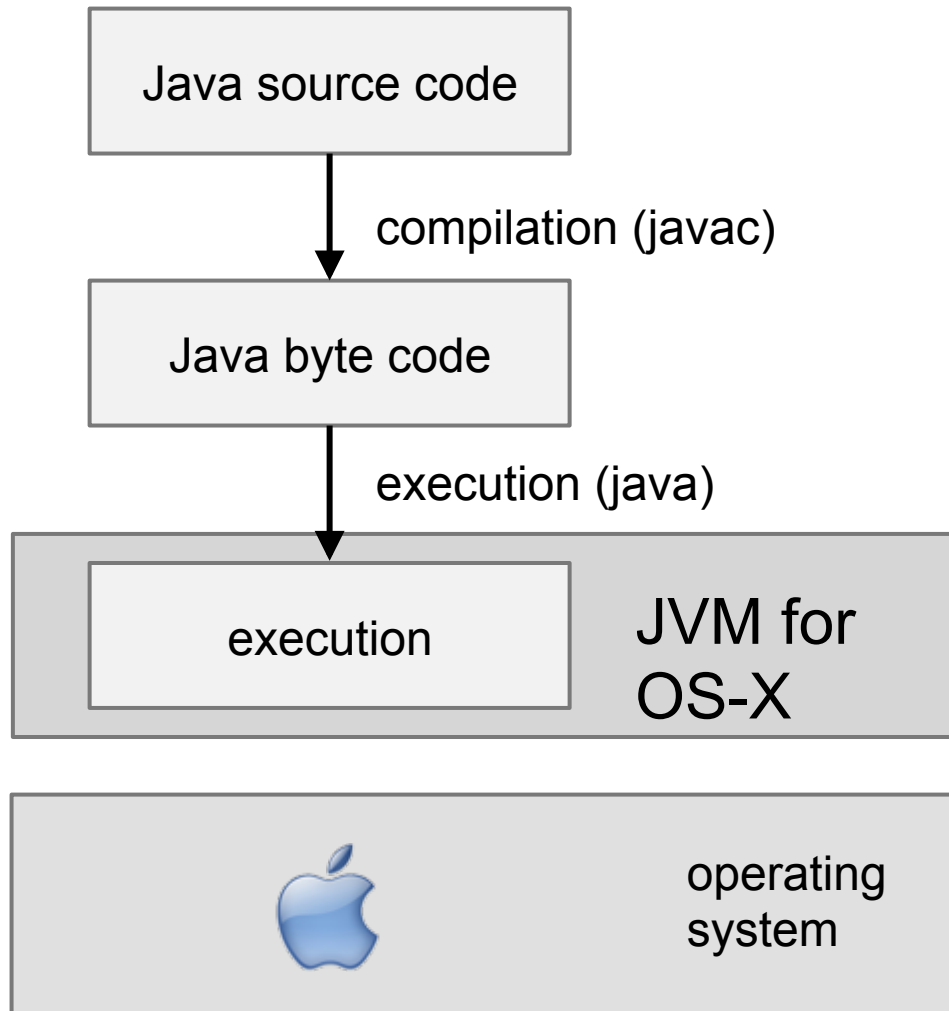 Java source code
compilation (javac)
Java byte code
execution (java)
execution
JVM for
OS-X
operating
system